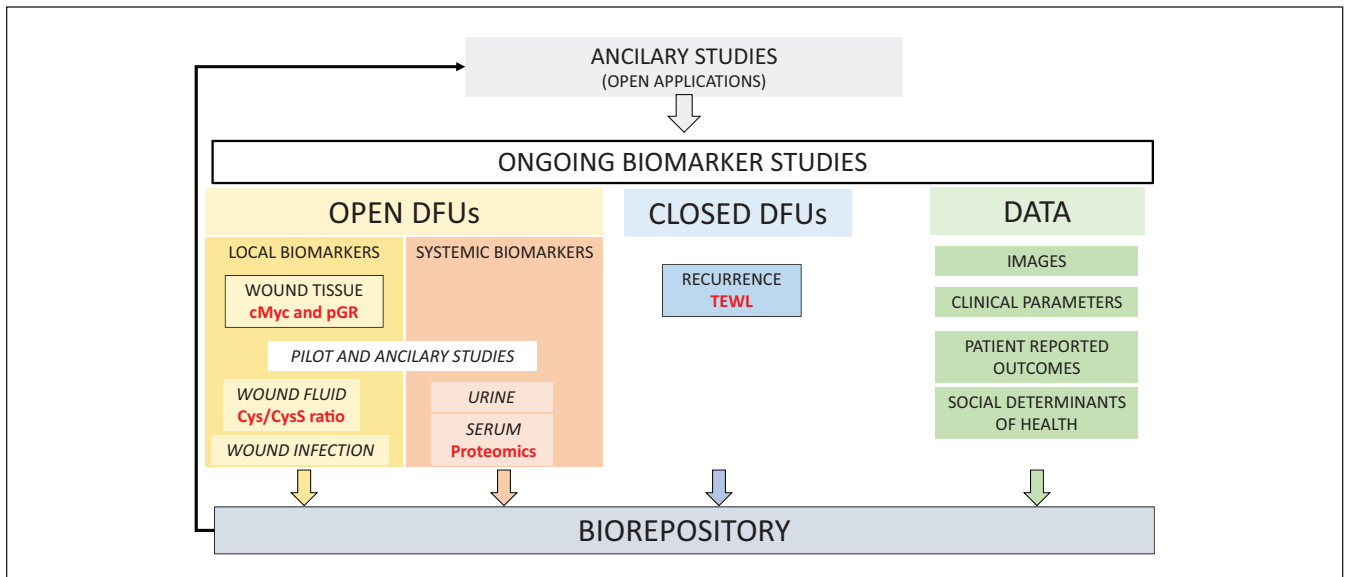 ANCILARY STUDIES
(OPEN APPLICATIONS)
ONGOING BIOMARKER STUDIES
OPEN DFUs
CLOSED DFUs
DATA
LOCAL BIOMARKERS
SYSTEMIC BIOMARKERS
WOUND TISSUE
cMyc and pGR
RECURRENCE
TEWL
IMAGES
CLINICAL PARAMETERS
PATIENT REPORTED
OUTCOMES
SOCIAL DETERMINANTS
OF HEALTH
PILOT AND ANCILARY STUDIES
WOUND FLUID
Cys/CysS ratio
WOUND INFECTION
URINE
SERUM
Proteomics
BIOREPOSITORY